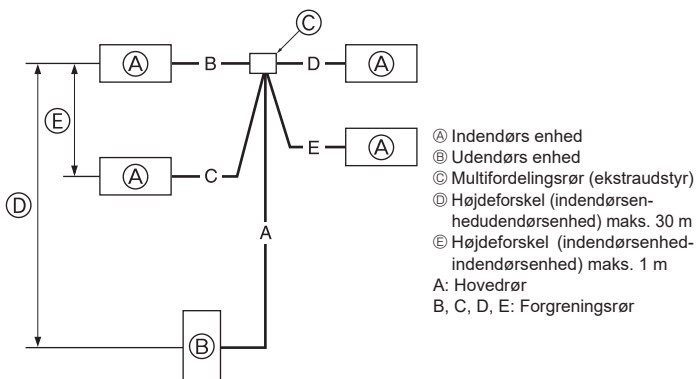 Ⓒ
Ⓐ B D Ⓐ
Ⓔ
Ⓐ C E Ⓐ
Ⓓ
A
Ⓑ
Ⓐ Indendørs enhed
Ⓑ Udendørs enhed
Ⓒ Multifordelingsrør (ekstraudstyr)
Ⓓ Højdeforskel (indendørsen-
hedudendørsenhed) maks. 30 m
Ⓔ Højdeforskel (indendørsenhed-
indendørsenhed) maks. 1 m
A: Hovedrør
B, C, D, E: Forgreningsrør